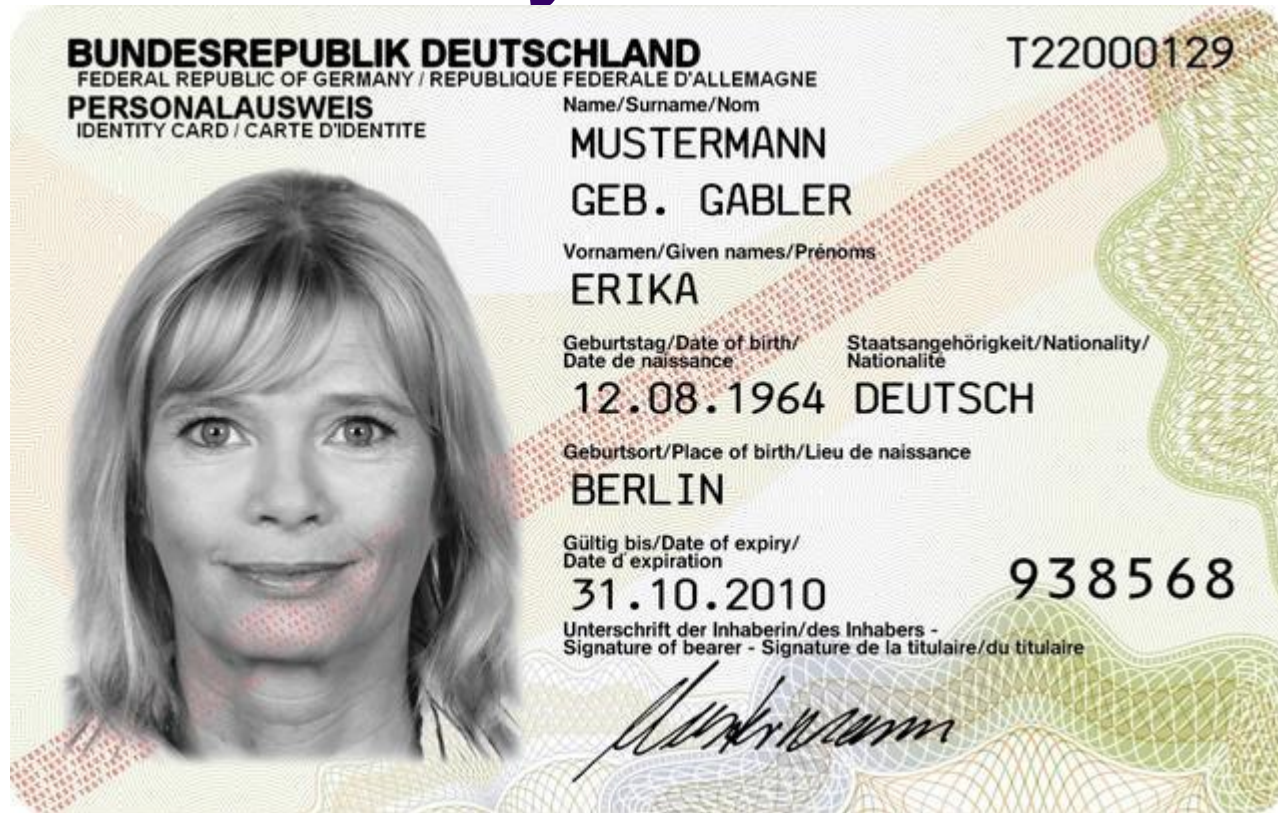 BUNDESREPUBLIK DEUTSCHLAND
FEDERAL REPUBLIC OF GERMANY / REPUBLIQUE FEDERALE D'ALLEMAGNE
PERSONALAUSWEIS
IDENTITY CARD / CARTE D'IDENTITE
T22000129
Name/Surname/Nom
MUSTERMANN
GEB. GABLER
Vornamen/Given names/Prénoms
ERIKA
Geburtstag/Date of birth/
Date de naissance
12.08.1964
Staatsangehörigkeit/Nationality/
Nationalité
DEUTSCH
Geburtsort/Place of birth/Lieu de naissance
BERLIN
Gültig bis/Date of expiry/
Date d'expiration
31.10.2010
938568
Unterschrift der Inhaberin/des Inhabers -
Signature of bearer - Signature de la titulaire/du titulaire
Mustermann